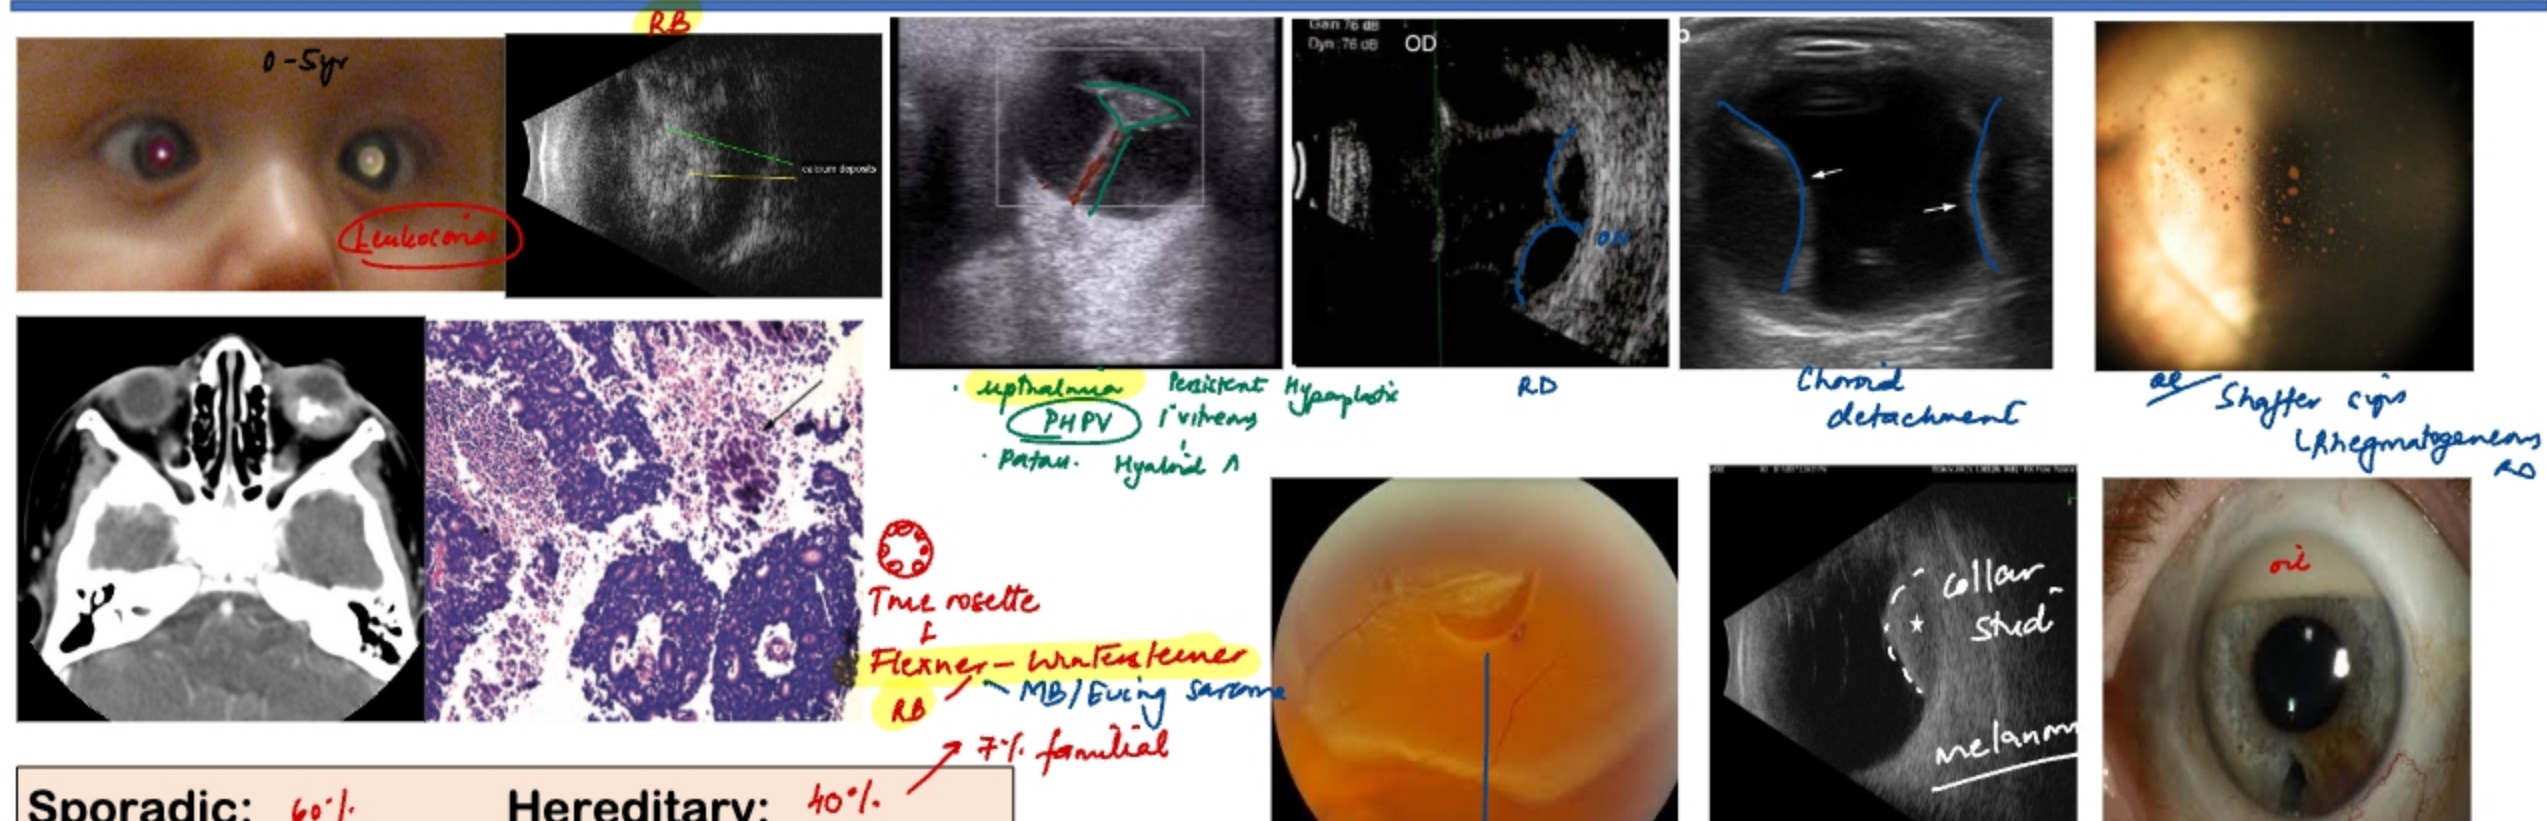 RB
0-5yr
Leukocoria
calcium deposits
Gain: 76 dB
Dyn: 76 dB
OD
ON
Persistent Hyperplastic
PHPV
1° vitreous
Patau. Hyaloid A
RD
Choroid
detachment
Shaffer sign
Rhegmatogenous
RD
True rosette
Flexner - Wintersteiner
RB
MB/Ewing sarcoma
7% familial
Sporadic: 60%
Hereditary: 40%
collar
stud
melanom
oil